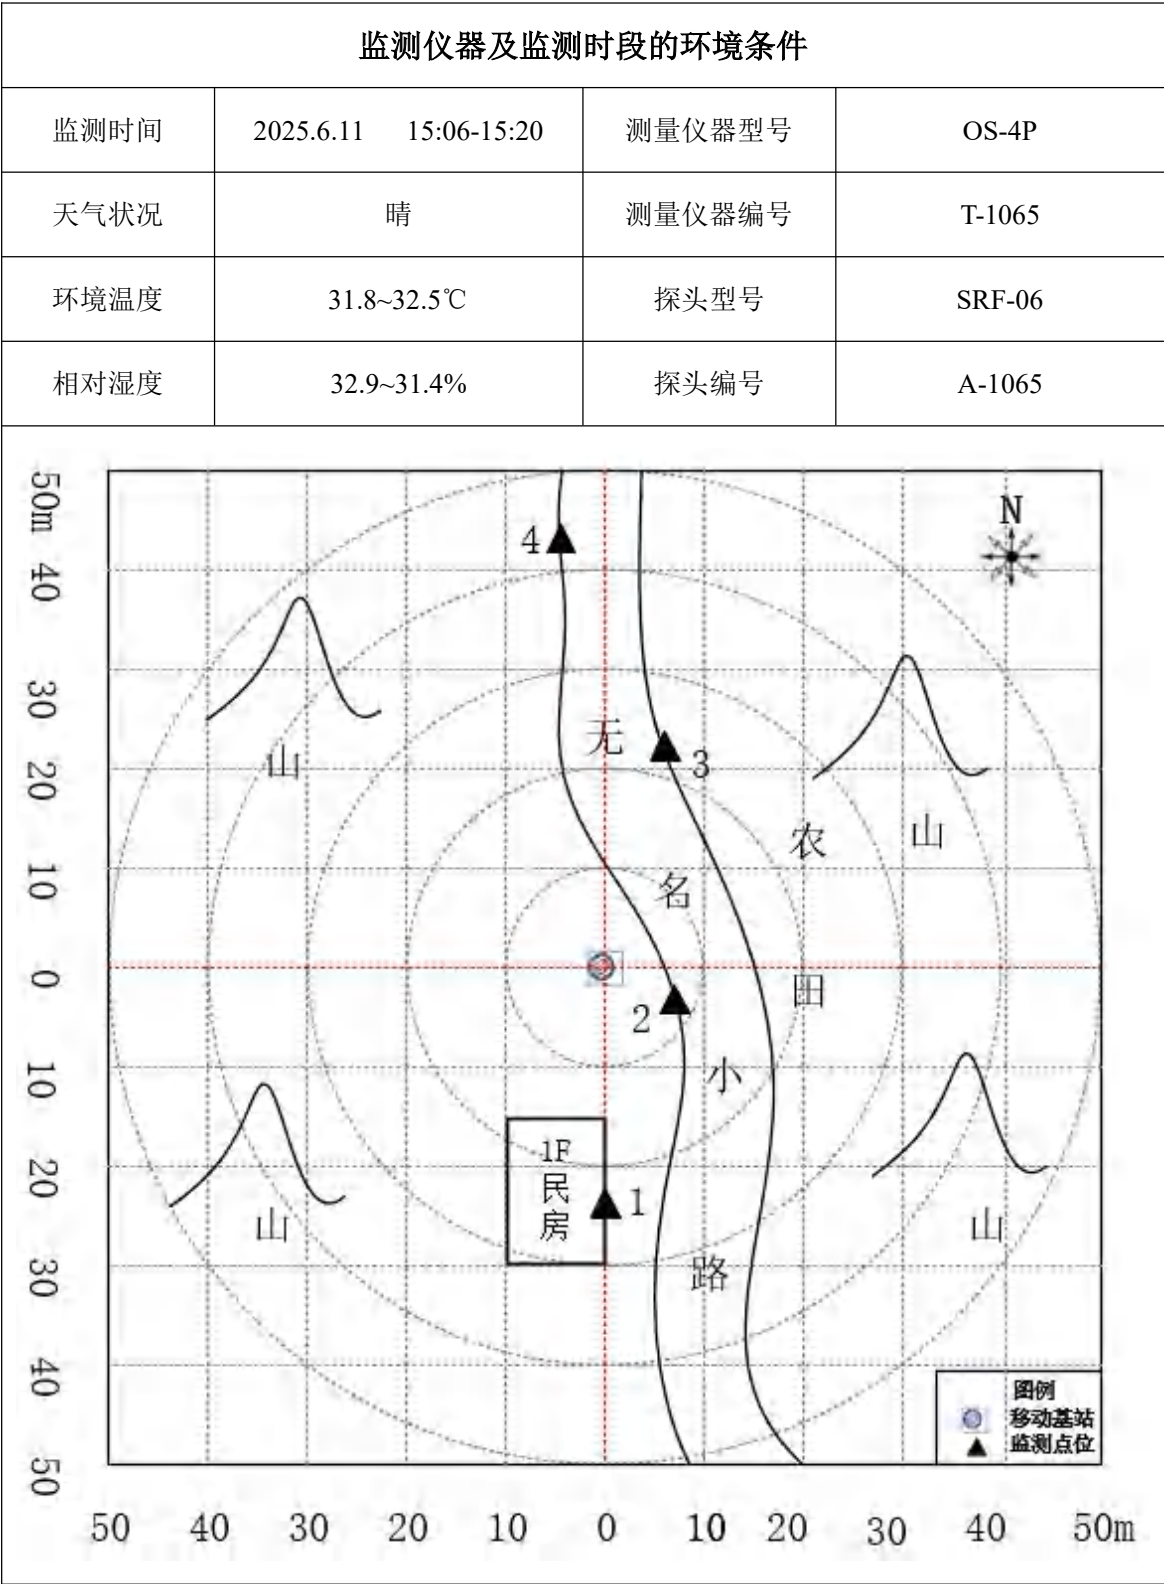 监测仪器及监测时段的环境条件
监测时间 2025.6.11 15:06-15:20 测量仪器型号 OS-4P
天气状况 晴 测量仪器编号 T-1065
环境温度 31.8~32.5℃ 探头型号 SRF-06
相对湿度 32.9~31.4% 探头编号 A-1065
50m
40
30
20
10
0
10
20
30
40
50
N
4
无
3
山
农
山
名
田
2
小
1F
民
房
1
山
路
山
图例
移动基站
监测点位
50 40 30 20 10 0 10 20 30 40 50m